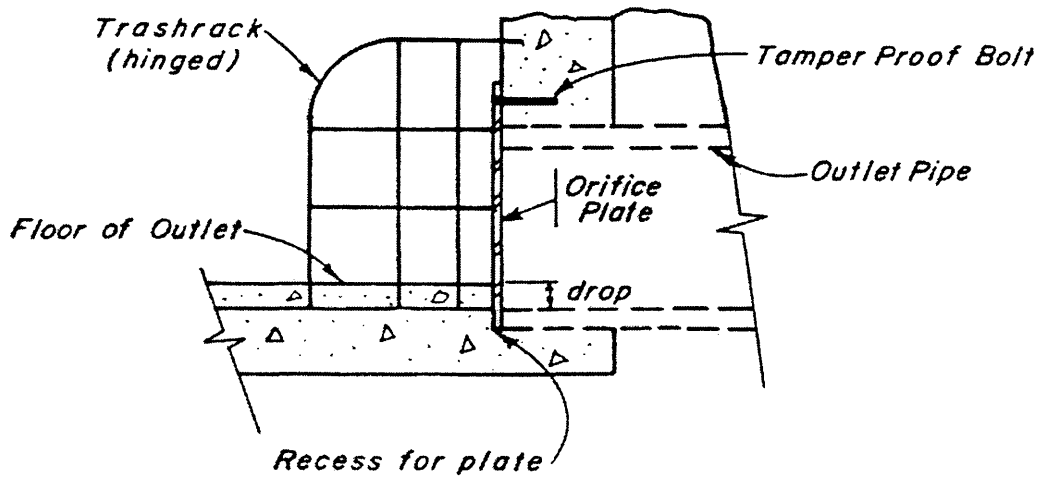 Trashrack
(hinged)
Tamper Proof Bolt
Outlet Pipe
Orifice
Plate
Floor of Outlet
drop
Recess for plate